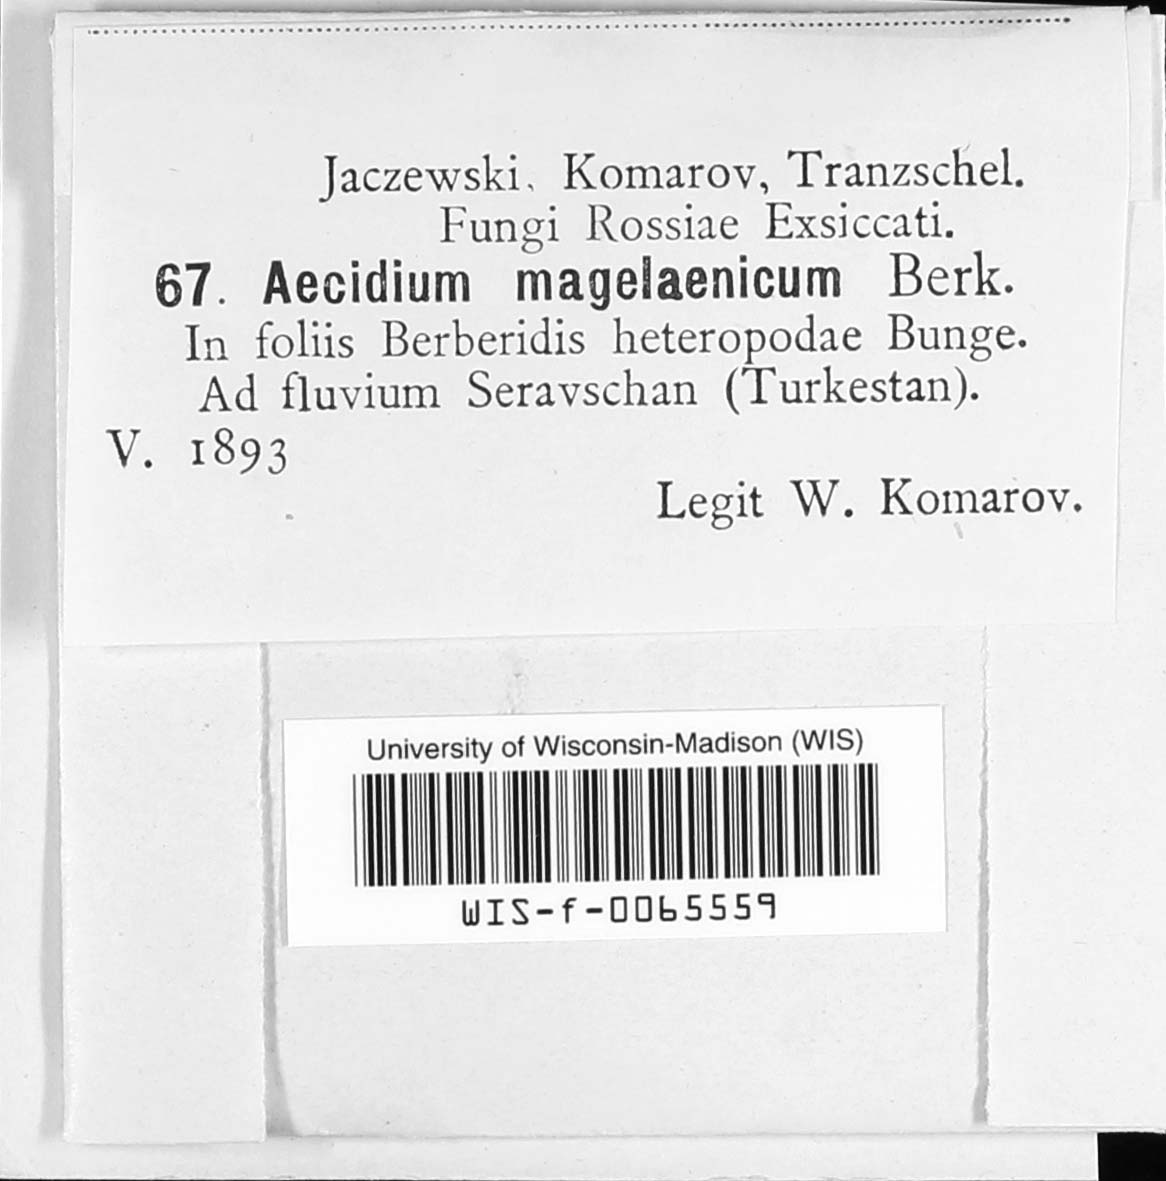 Jaczewski, Komarov, Tranzschel.
Fungi Rossiae Exsiccati.
67. Aecidium magelaenicum Berk.
In foliis Berberidis heteropodae Bunge.
Ad fluvium Seravschan (Turkestan).
V. 1893
Legit W. Komarov.
University of Wisconsin-Madison (WIS)
WIS-f-0065559